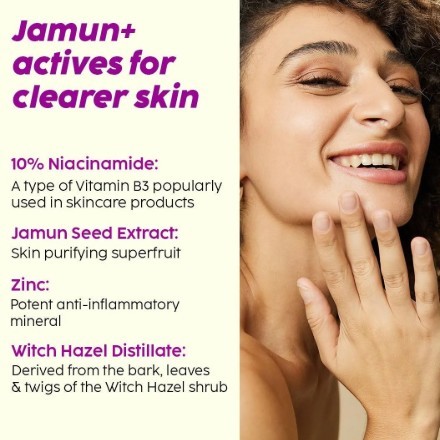 Jamun+
actives for
clearer skin
10% Niacinamide:
A type of Vitamin B3 popularly
used in skincare products
Jamun Seed Extract:
Skin purifying superfruit
Zinc:
Potent anti-inflammatory
mineral
Witch Hazel Distillate:
Derived from the bark, leaves
& twigs of the Witch Hazel shrub